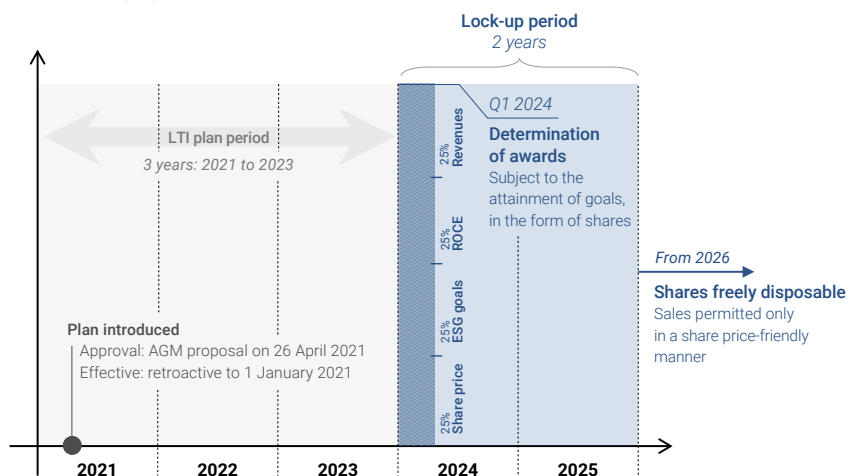 Lock-up period
2 years
LTI plan period
3 years: 2021 to 2023
Q1 2024
Determination
of awards
Subject to the
attainment of goals,
in the form of shares
25%
Revenues
25%
ROCE
25%
ESG goals
25%
Share price
From 2026
Shares freely disposable
Sales permitted only
in a share price-friendly
manner
Plan introduced
Approval: AGM proposal on 26 April 2021
Effective: retroactive to 1 January 2021
2021 2022 2023 2024 2025